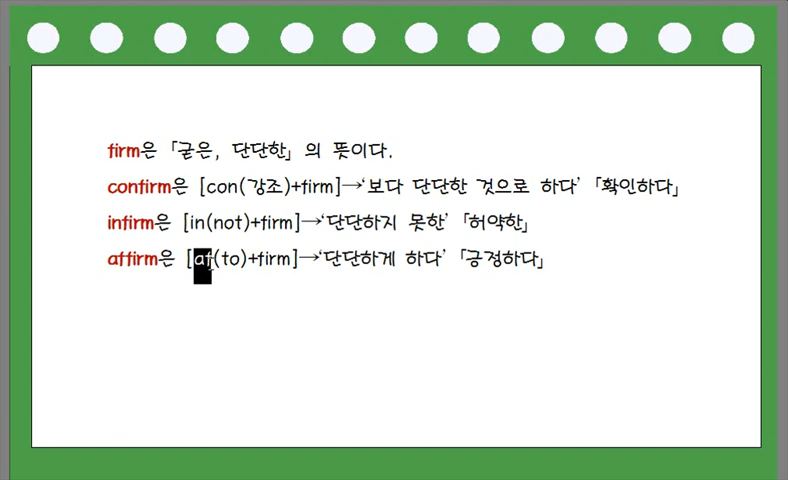 firm은 「굳은, 단단한」의 뜻이다.
confirm은 [con(강조)+firm]→‘보다 단단한 것으로 하다’ 「확인하다」
infirm은 [in(not)+firm]→‘단단하지 못한’ 「허약한」
affirm은 [af(to)+firm]→‘단단하게 하다’ 「긍정하다」